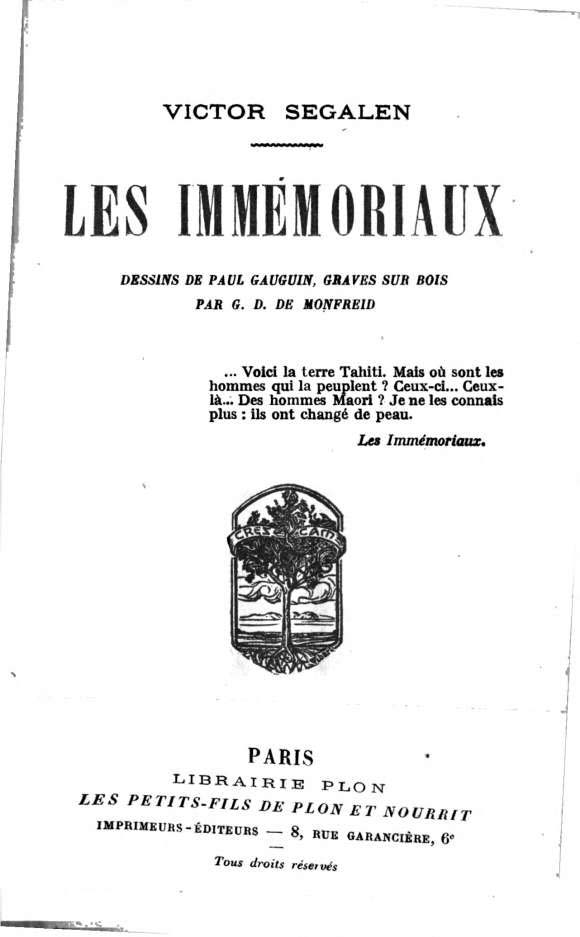 VICTOR SEGALEN
LES IMMÉMORIAUX
DESSINS DE PAUL GAUGUIN, GRAVES SUR BOIS
PAR G. D. DE MONFREID
... Voici la terre Tahiti. Mais où sont les
hommes qui la peuplent ? Ceux-ci... Ceux-
là... Des hommes Maori ? Je ne les connais
plus : ils ont changé de peau.
Les Immémoriaux.
CRES CAM
PARIS
LIBRAIRIE PLON
LES PETITS-FILS DE PLON ET NOURRIT
IMPRIMEURS-ÉDITEURS — 8, RUE GARANCIÈRE, 6e
Tous droits réservés